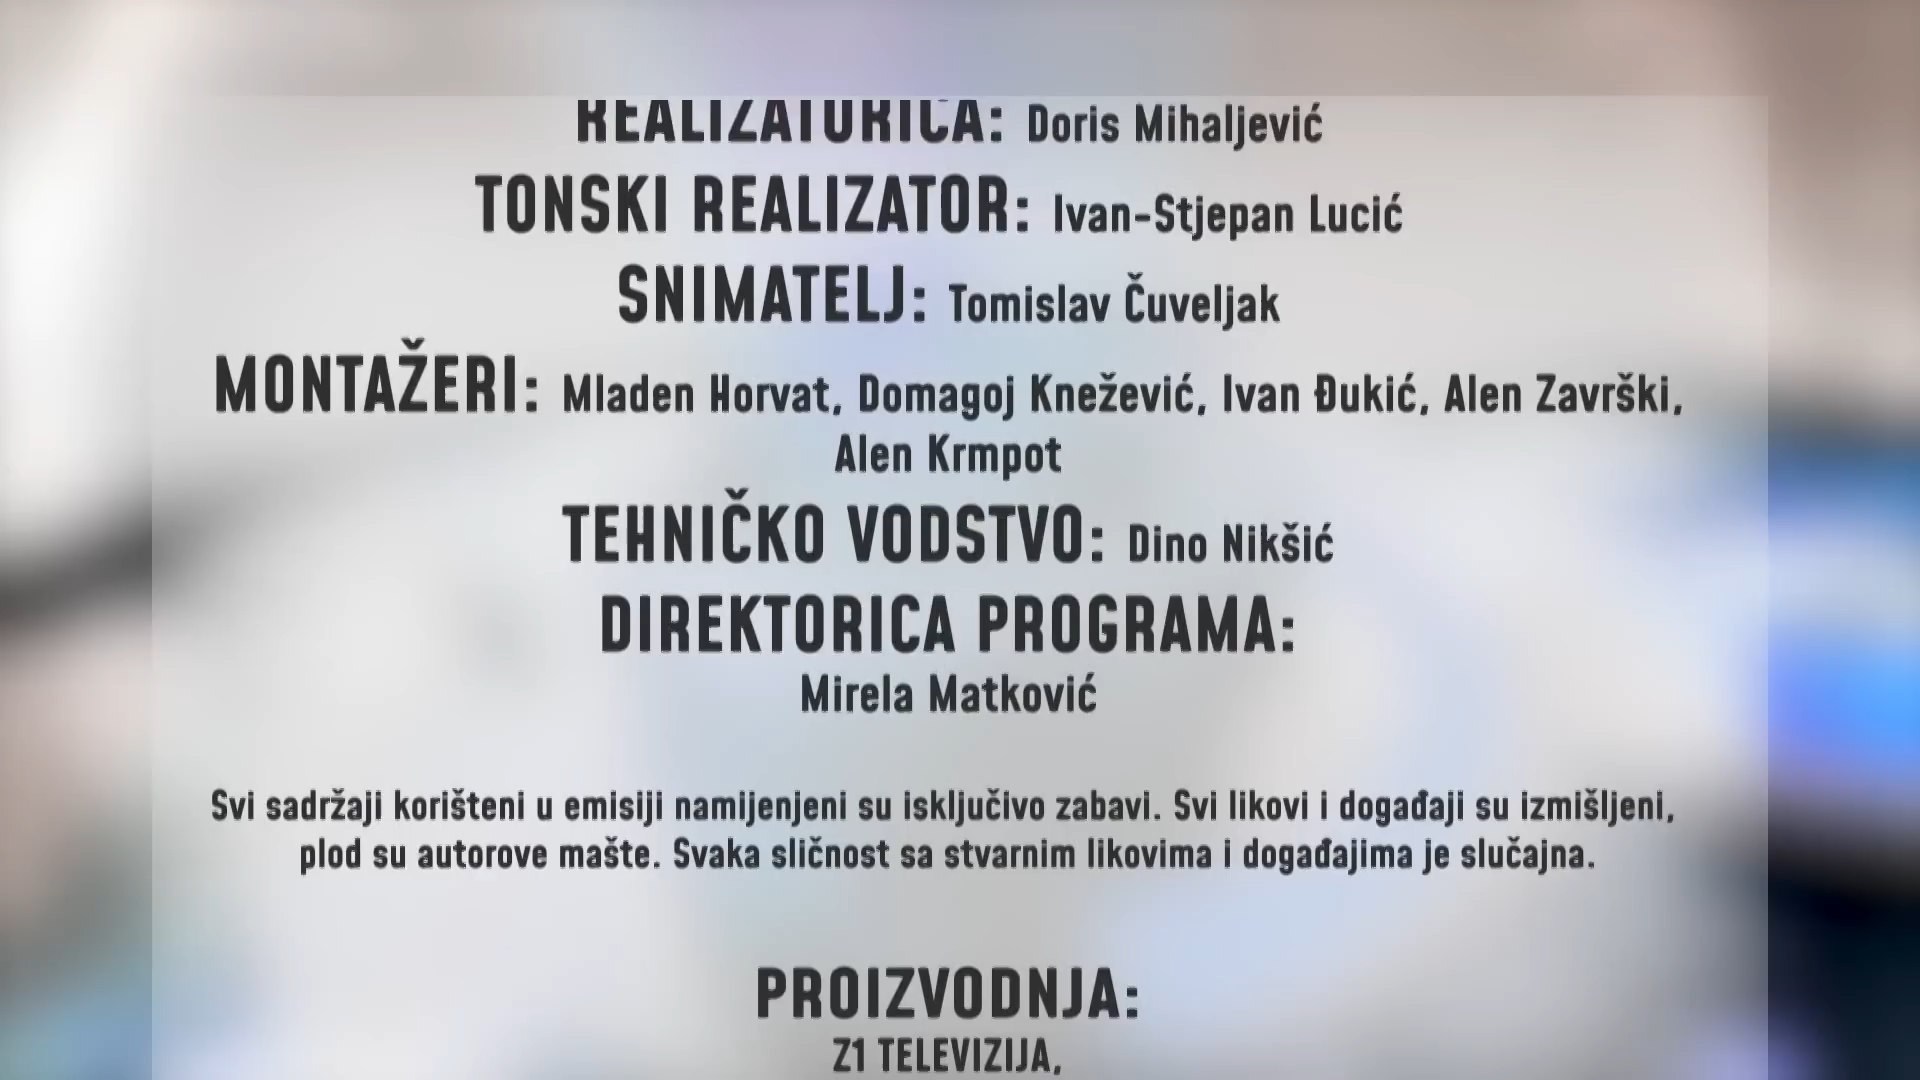 REALIZATORICA: Doris Mihaljević
TONSKI REALIZATOR: Ivan-Stjepan Lucić
SNIMATELJ: Tomislav Čuveljak
MONTAŽERI: Mladen Horvat, Domagoj Knežević, Ivan Đukić, Alen Završki,
Alen Krmpot
TEHNIČKO VODSTVO: Dino Nikšić
DIREKTORICA PROGRAMA:
Mirela Matković
Svi sadržaji korišteni u emisiji namijenjeni su isključivo zabavi. Svi likovi i događaji su izmišljeni,
plod su autorove mašte. Svaka sličnost sa stvarnim likovima i događajima je slučajna.
PROIZVODNJA:
Z1 TELEVIZIJA,